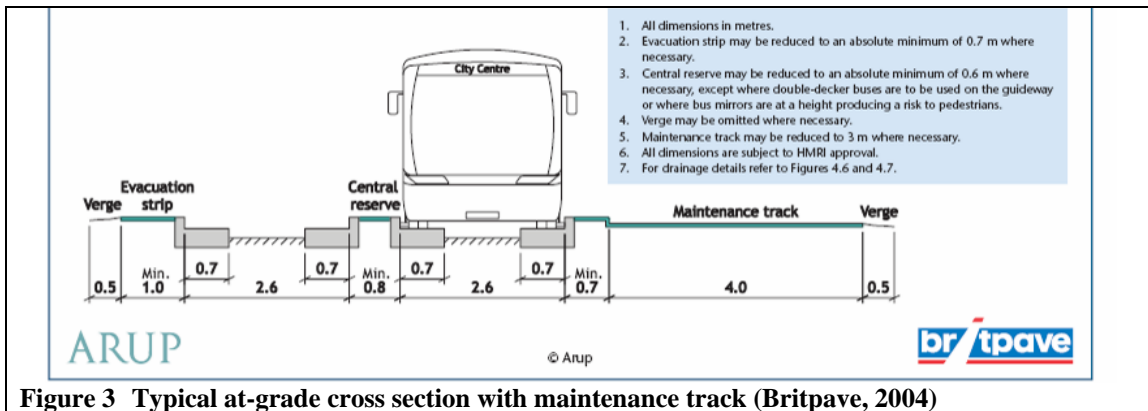 1. All dimensions in metres.
2. Evacuation strip may be reduced to an absolute minimum of 0.7 m where
necessary.
3. Central reserve may be reduced to an absolute minimum of 0.6 m where
necessary, except where double-decker buses are to be used on the guideway
or where bus mirrors are at a height producing a risk to pedestrians.
4. Verge may be omitted where necessary.
5. Maintenance track may be reduced to 3 m where necessary.
6. All dimensions are subject to HMRI approval.
7. For drainage details refer to Figures 4.6 and 4.7.
City Centre
Evacuation
Verge strip
Central
reserve
Maintenance track Verge
0.7 0.7 0.7 0.7
Min. Min. Min.
0.5 1.0 2.6 0.8 2.6 0.7 4.0 0.5
ARUP
© Arup
britpave
Figure 3 Typical at-grade cross section with maintenance track (Britpave, 2004)